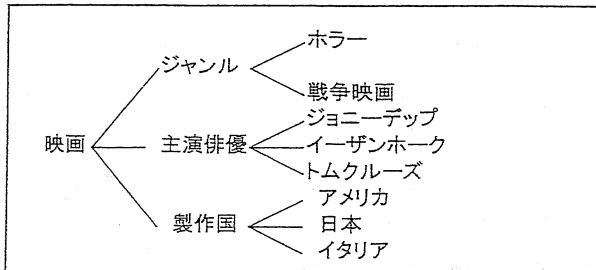 ホラー
ジャンル
戦争映画
ジョニーデップ
映画
主演俳優
イーザンホーク
トムクルーズ
アメリカ
製作国
日本
イタリア